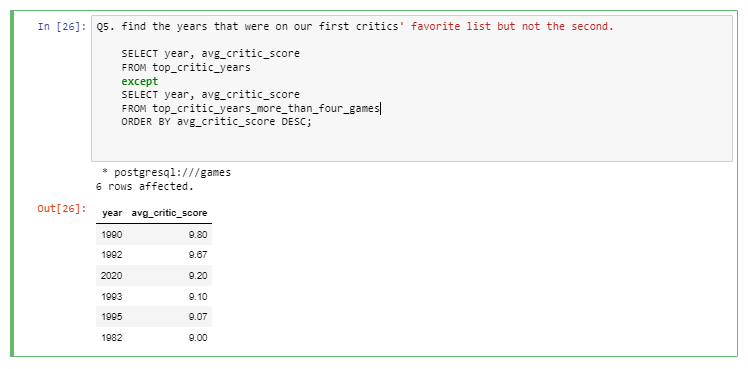 In [26]: Q5. find the years that were on our first critics' favorite list but not the second.
SELECT year, avg_critic_score
FROM top_critic_years
except
SELECT year, avg_critic_score
FROM top_critic_years_more_than_four_games
ORDER BY avg_critic_score DESC;
* postgresql:///games
6 rows affected.
Out[26]: year avg_critic_score
1990 9.80
1992 9.67
2020 9.20
1993 9.10
1995 9.07
1982 9.00